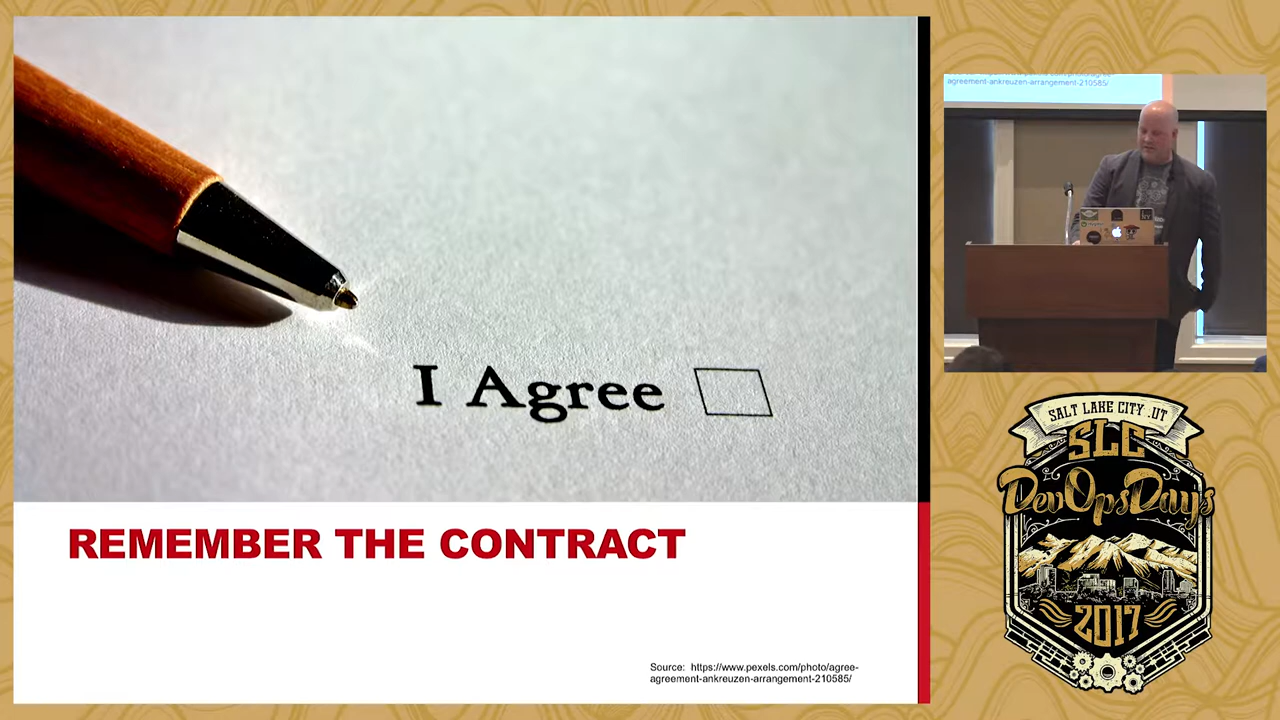 I Agree
REMEMBER THE CONTRACT
Source: https://www.pexels.com/photo/agree-
agreement-ankreuzen-arrangement-210585/
agreement-ankreuzen-arrangement-210585/
SALT LAKE CITY .UT
SLC
DevOpsDays
2017